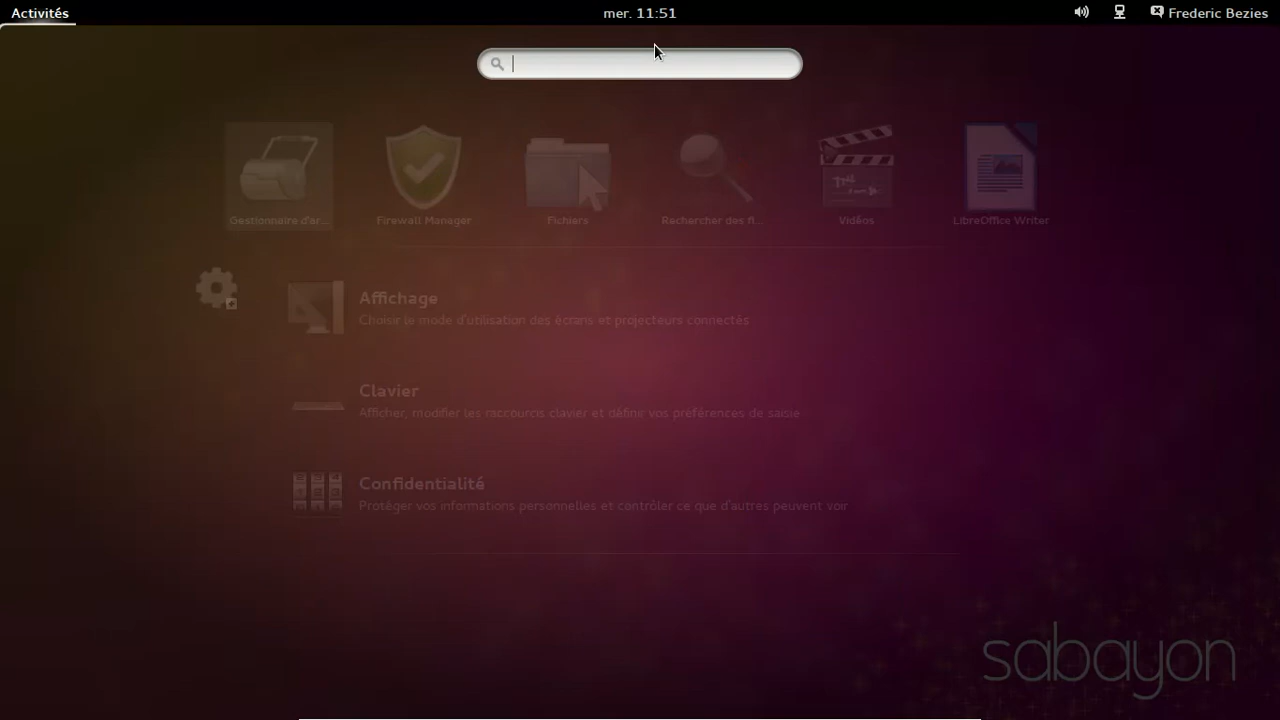 Activités
mer. 11:51
Frederic Bezies
Gestionnaire d'ar...
Firewall Manager
Fichiers
Rechercher des fi...
Vidéos
LibreOffice Writer
Affichage
Choisir le mode d'utilisation des écrans et projecteurs connectés
Clavier
Afficher, modifier les raccourcis clavier et définir vos préférences de saisie
Confidentialité
Protéger vos informations personnelles et contrôler ce que d'autres peuvent voir
sabayon